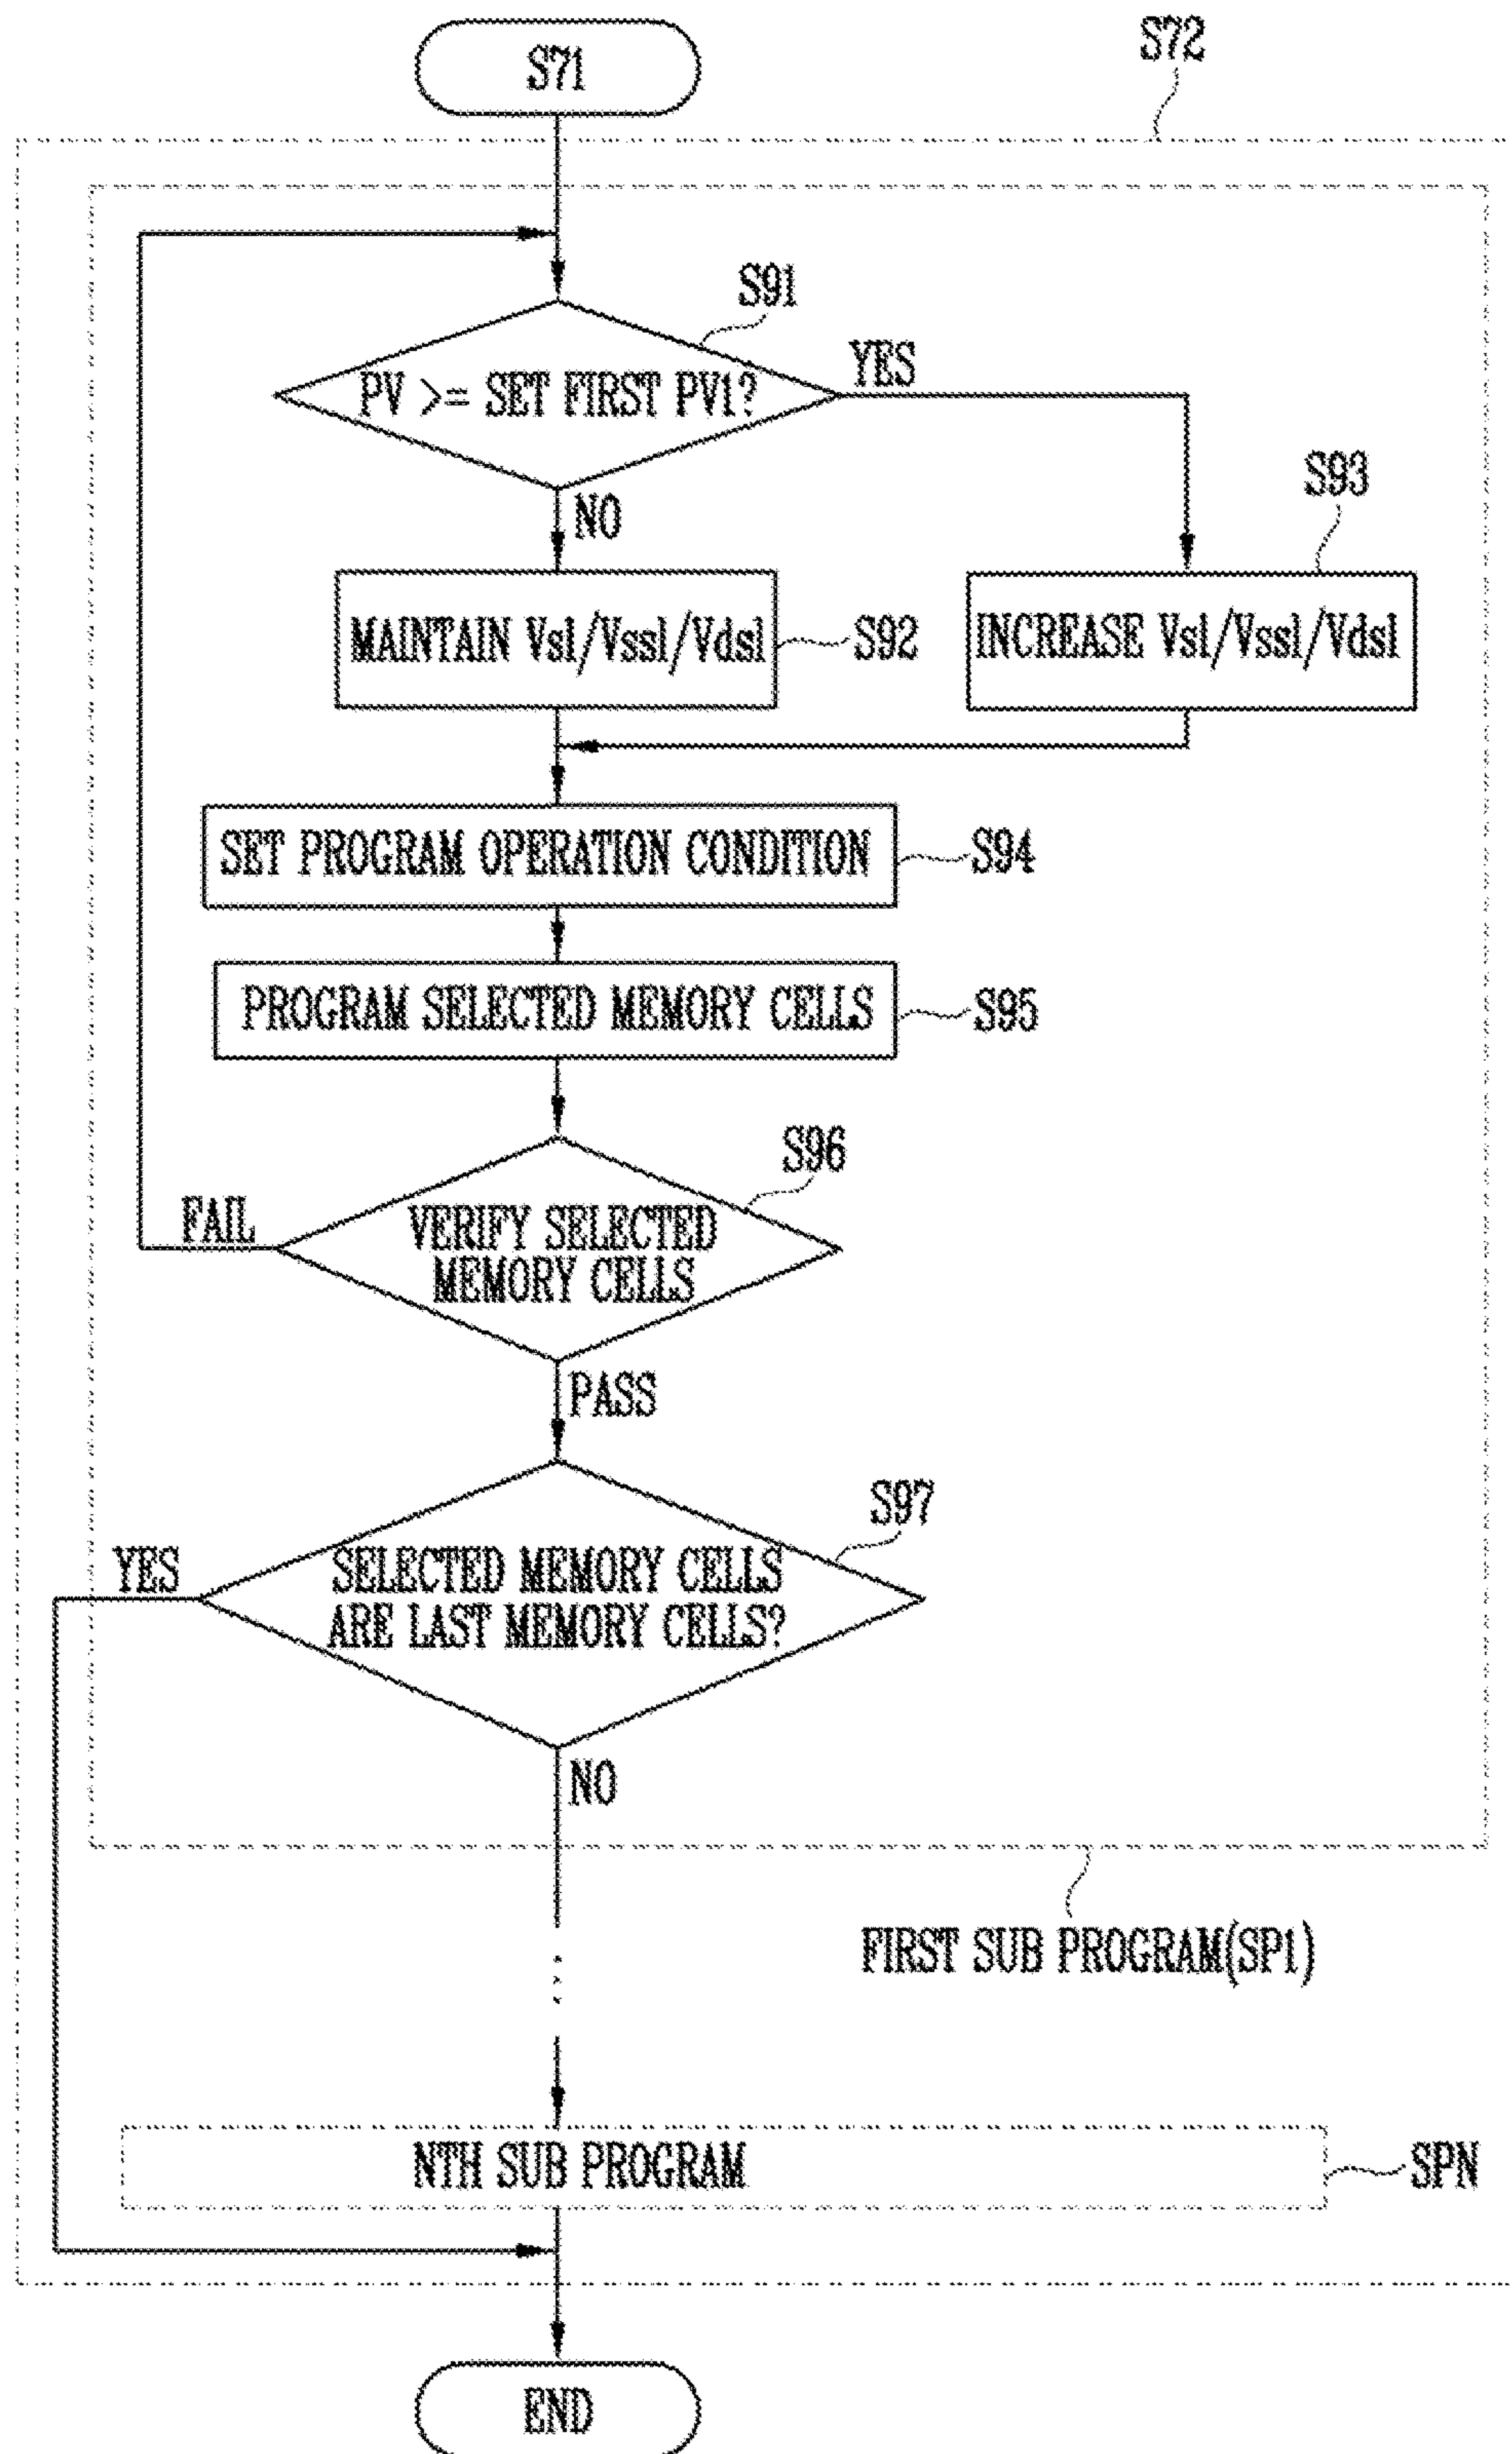 S71
S72
S91
PV >= SET FIRST PV1?
YES
NO
S93
MAINTAIN Vsl/Vssl/Vdsl
S92
INCREASE Vsl/Vssl/Vdsl
SET PROGRAM OPERATION CONDITION
S94
PROGRAM SELECTED MEMORY CELLS
S95
S96
FAIL
VERIFY SELECTED
MEMORY CELLS
PASS
S97
YES
SELECTED MEMORY CELLS
ARE LAST MEMORY CELLS?
NO
FIRST SUB PROGRAM(SP1)
NTH SUB PROGRAM
SPN
END